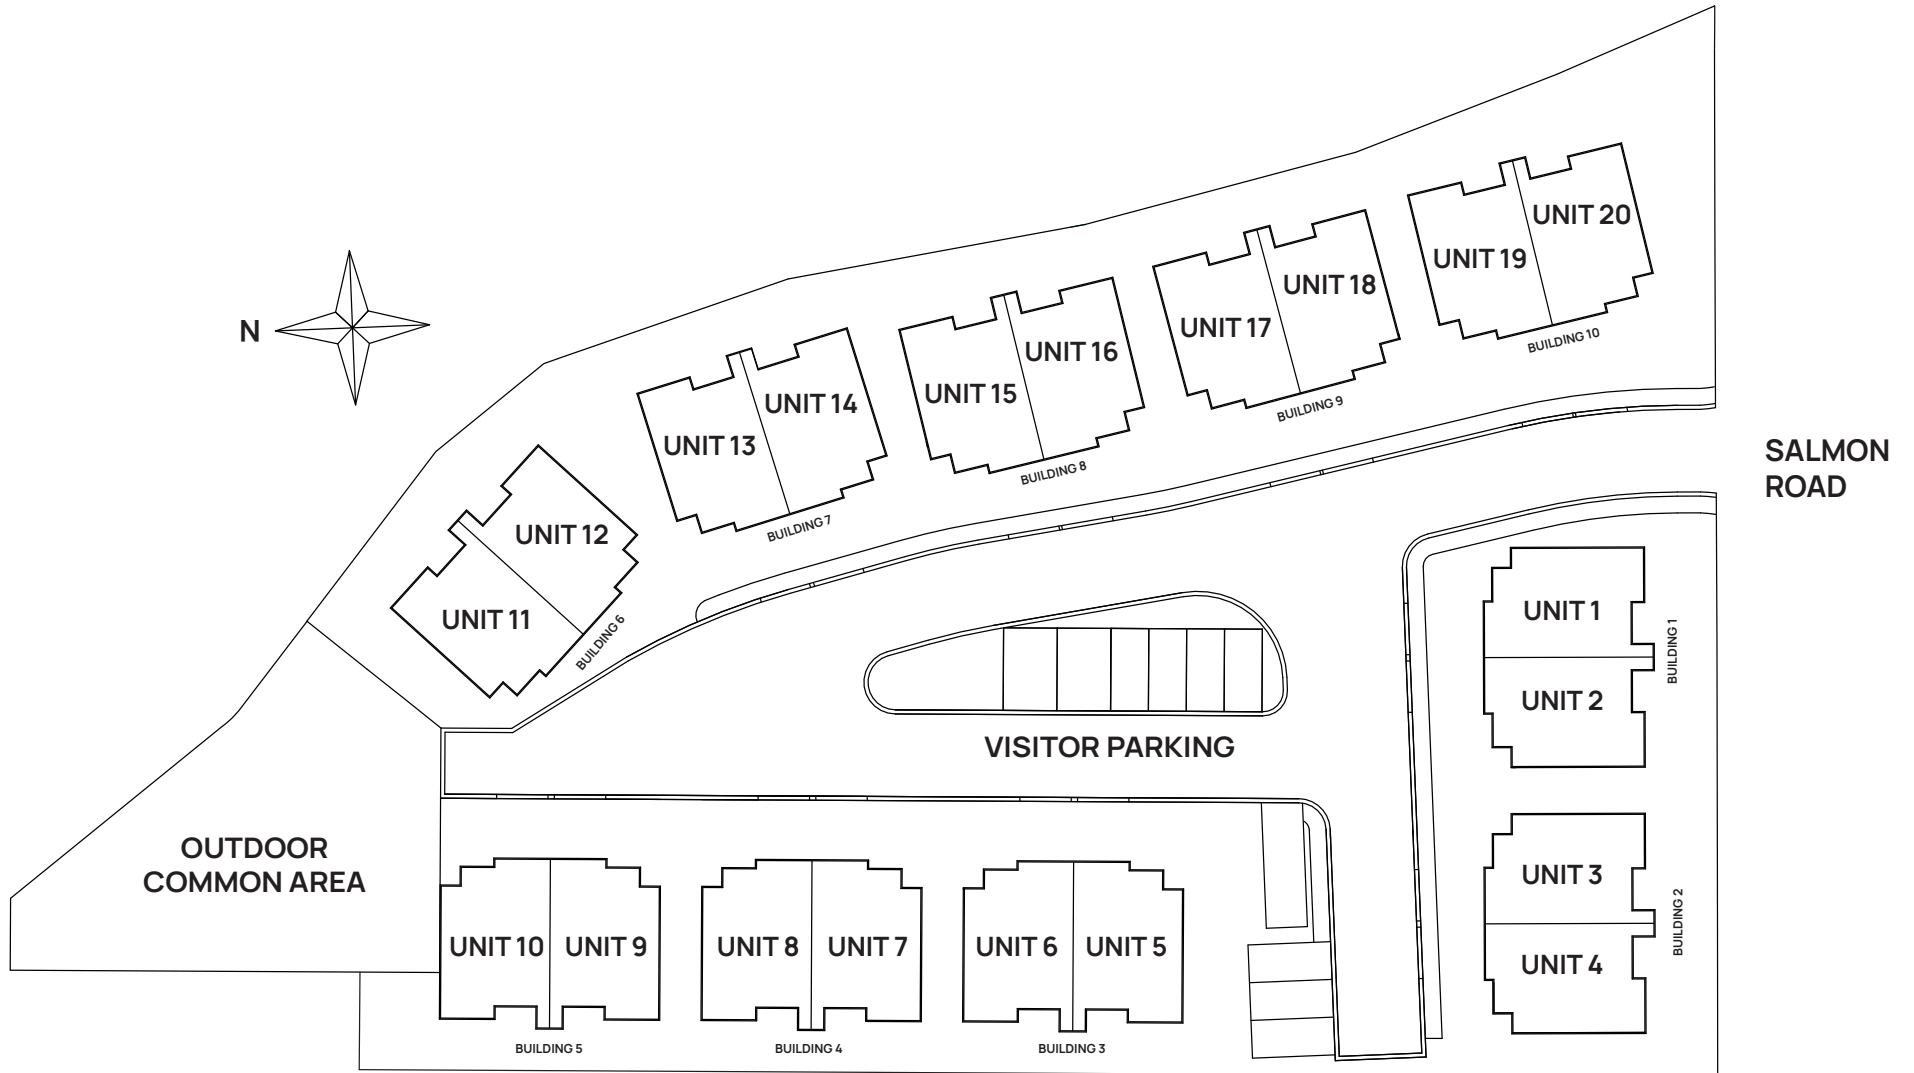 UNIT 20
UNIT 19
BUILDING 10
UNIT 18
UNIT 17
BUILDING 9
UNIT 16
UNIT 15
BUILDING 8
UNIT 14
UNIT 13
BUILDING 7
N
UNIT 12
UNIT 11
BUILDING 6
SALMON
ROAD
UNIT 1
UNIT 2
BUILDING 1
VISITOR PARKING
OUTDOOR
COMMON AREA
UNIT 3
UNIT 4
BUILDING 2
UNIT 10
UNIT 9
BUILDING 5
UNIT 8
UNIT 7
BUILDING 4
UNIT 6
UNIT 5
BUILDING 3